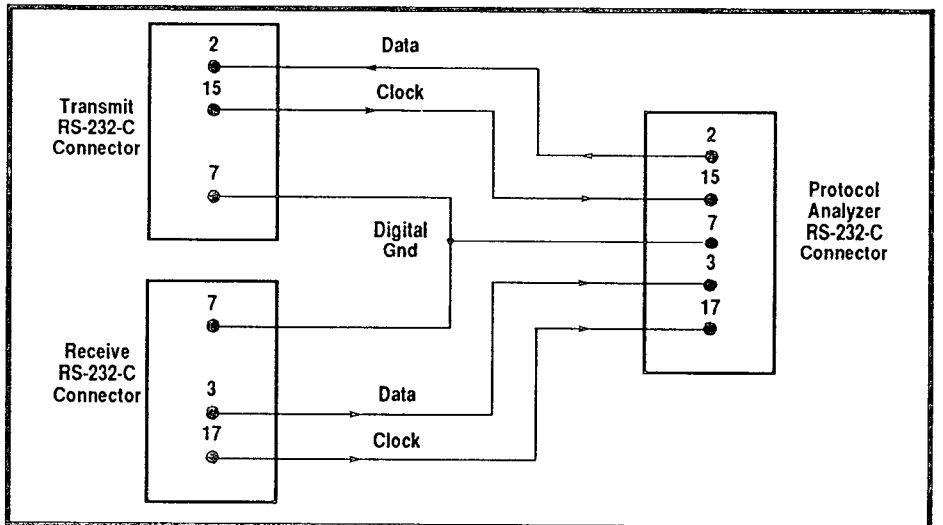 2
Data
15
Clock
Transmit
RS-232-C
Connector
7
2
15
7
3
17
Protocol
Analyzer
RS-232-C
Connector
Digital
Gnd
7
Receive
RS-232-C
Connector
3
Data
17
Clock